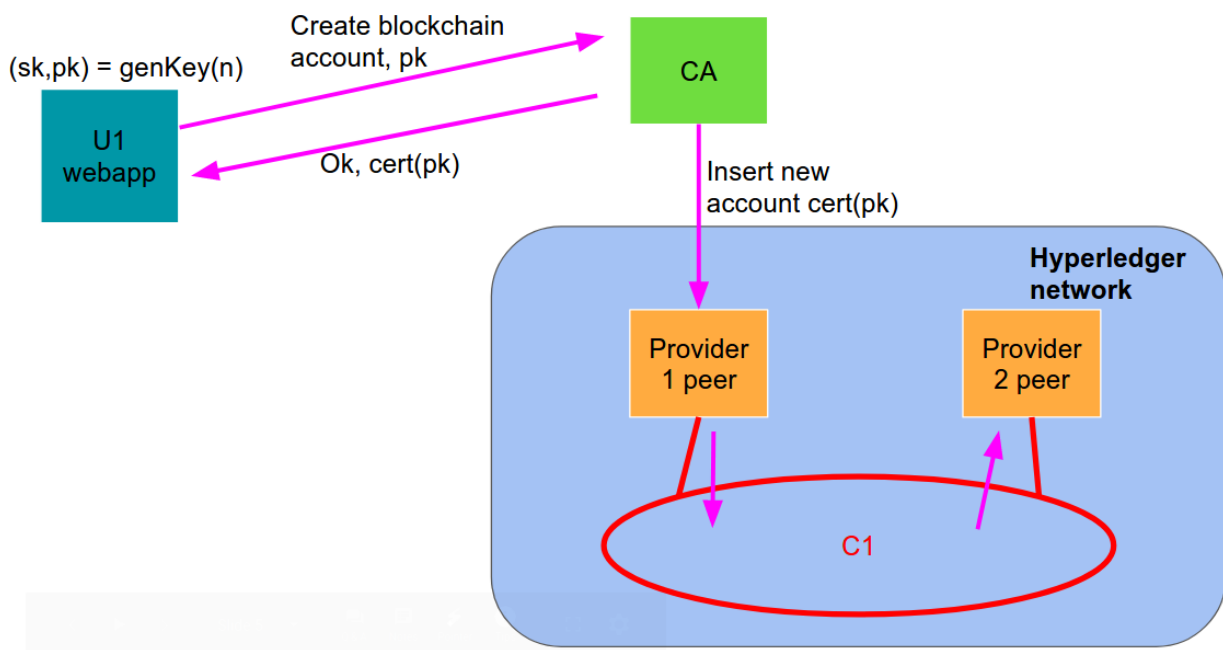 Create blockchain
account, pk
(sk,pk) = genKey(n)
CA
U1
webapp
Ok, cert(pk)
Insert new
account cert(pk)
Hyperledger
network
Provider
1 peer
Provider
2 peer
C1